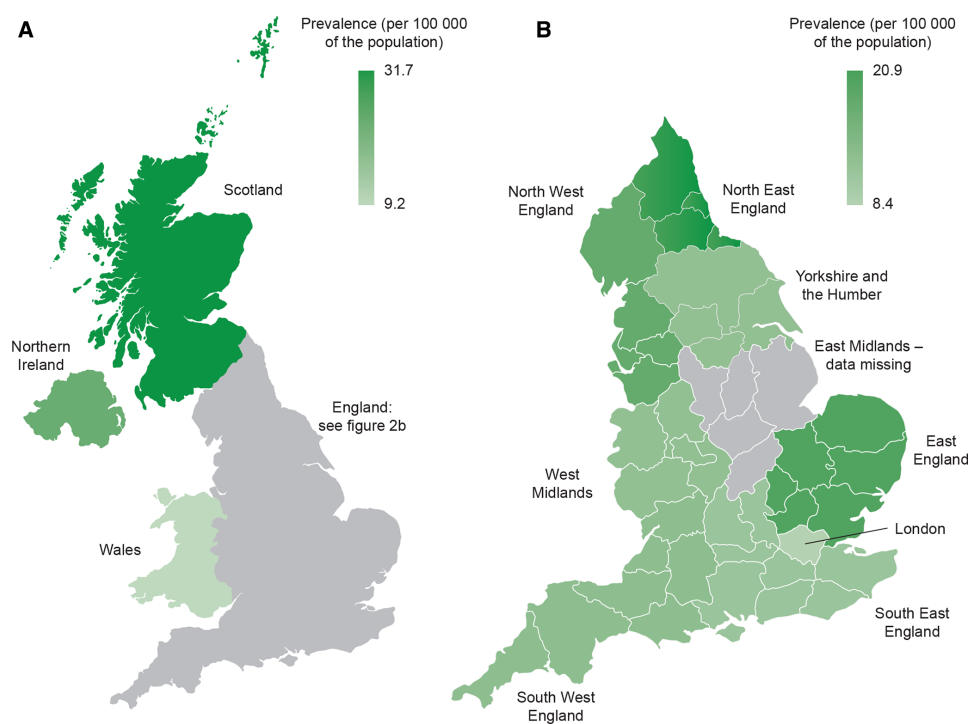 A
Prevalence (per 100 000
of the population)
31.7
9.2
Scotland
Northern
Ireland
England:
see figure 2b
Wales
B
Prevalence (per 100 000
of the population)
20.9
8.4
North West
England
North East
England
Yorkshire and
the Humber
East Midlands –
data missing
East
England
West
Midlands
London
South East
England
South West
England